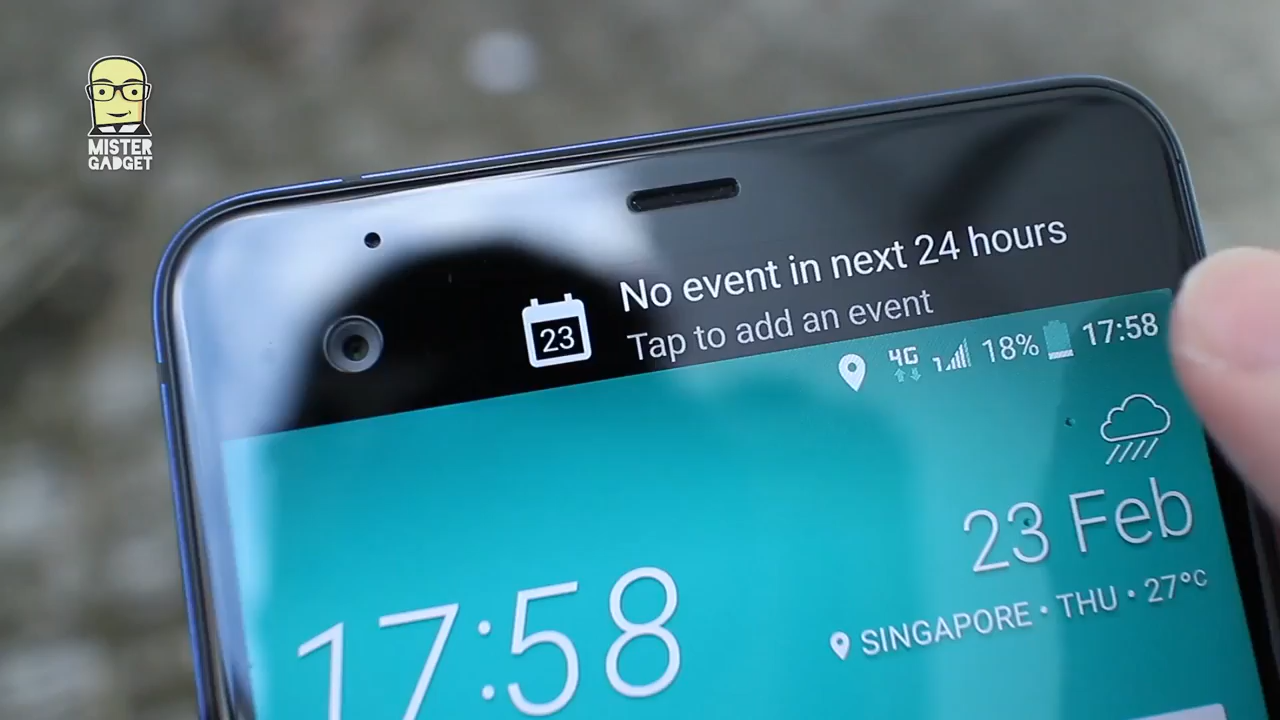 MISTER
GADGET
No event in next 24 hours
23
Tap to add an event
4G 1 18% 17:58
23 Feb
17:58
SINGAPORE • THU • 27°C